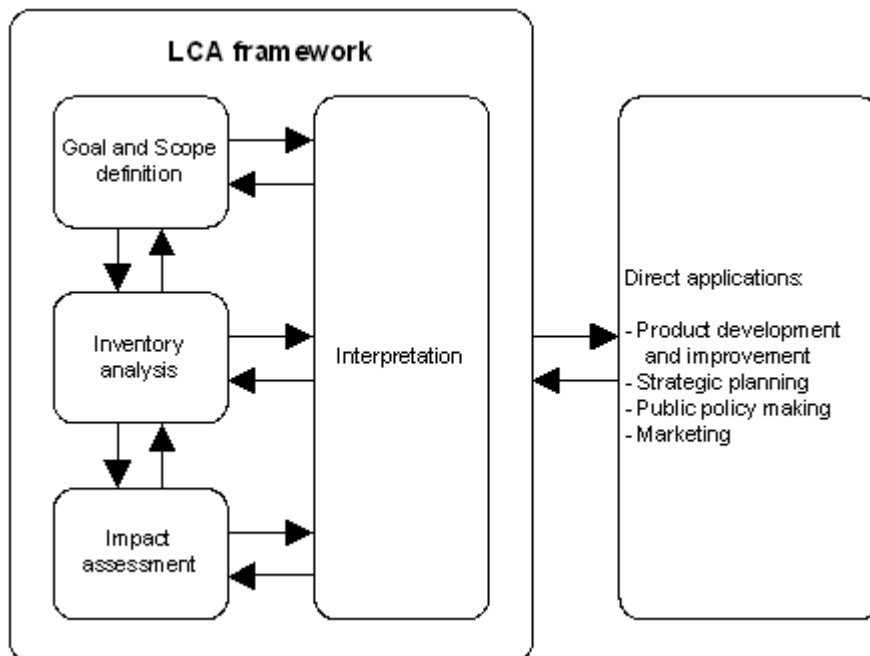 LCA framework
Goal and Scope
definition
Inventory
analysis
Impact
assessment
Interpretation
Direct applications:
- Product development
and improvement
- Strategic planning
- Public policy making
- Marketing